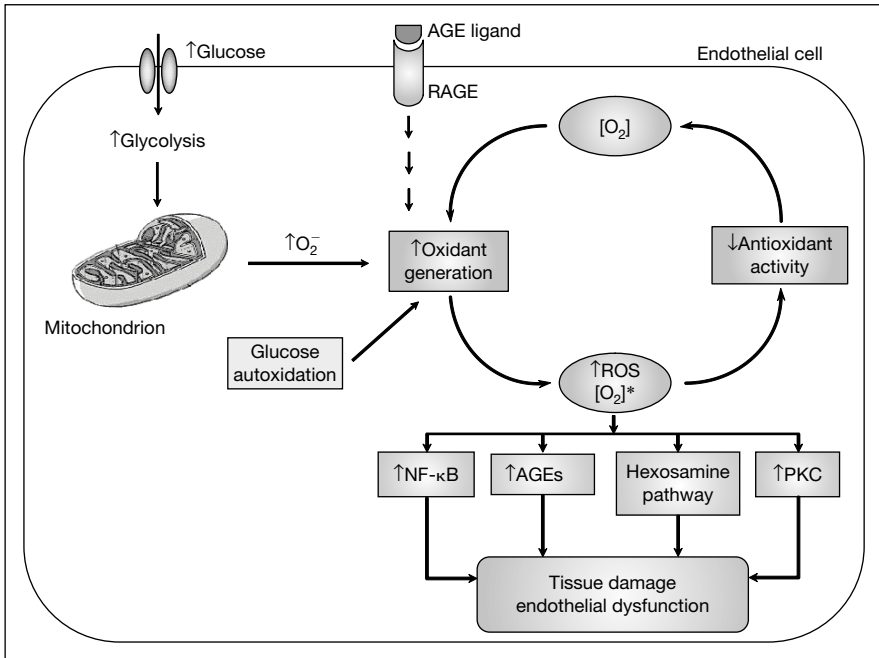 AGE ligand
↑Glucose
Endothelial cell
RAGE
↑Glycolysis
[O₂]
↑O₂⁻
↑Oxidant
generation
↓Antioxidant
activity
Mitochondrion
Glucose
autoxidation
↑ROS
[O₂]*
↑NF-κB
↑AGEs
Hexosamine
pathway
↑PKC
Tissue damage
endothelial dysfunction